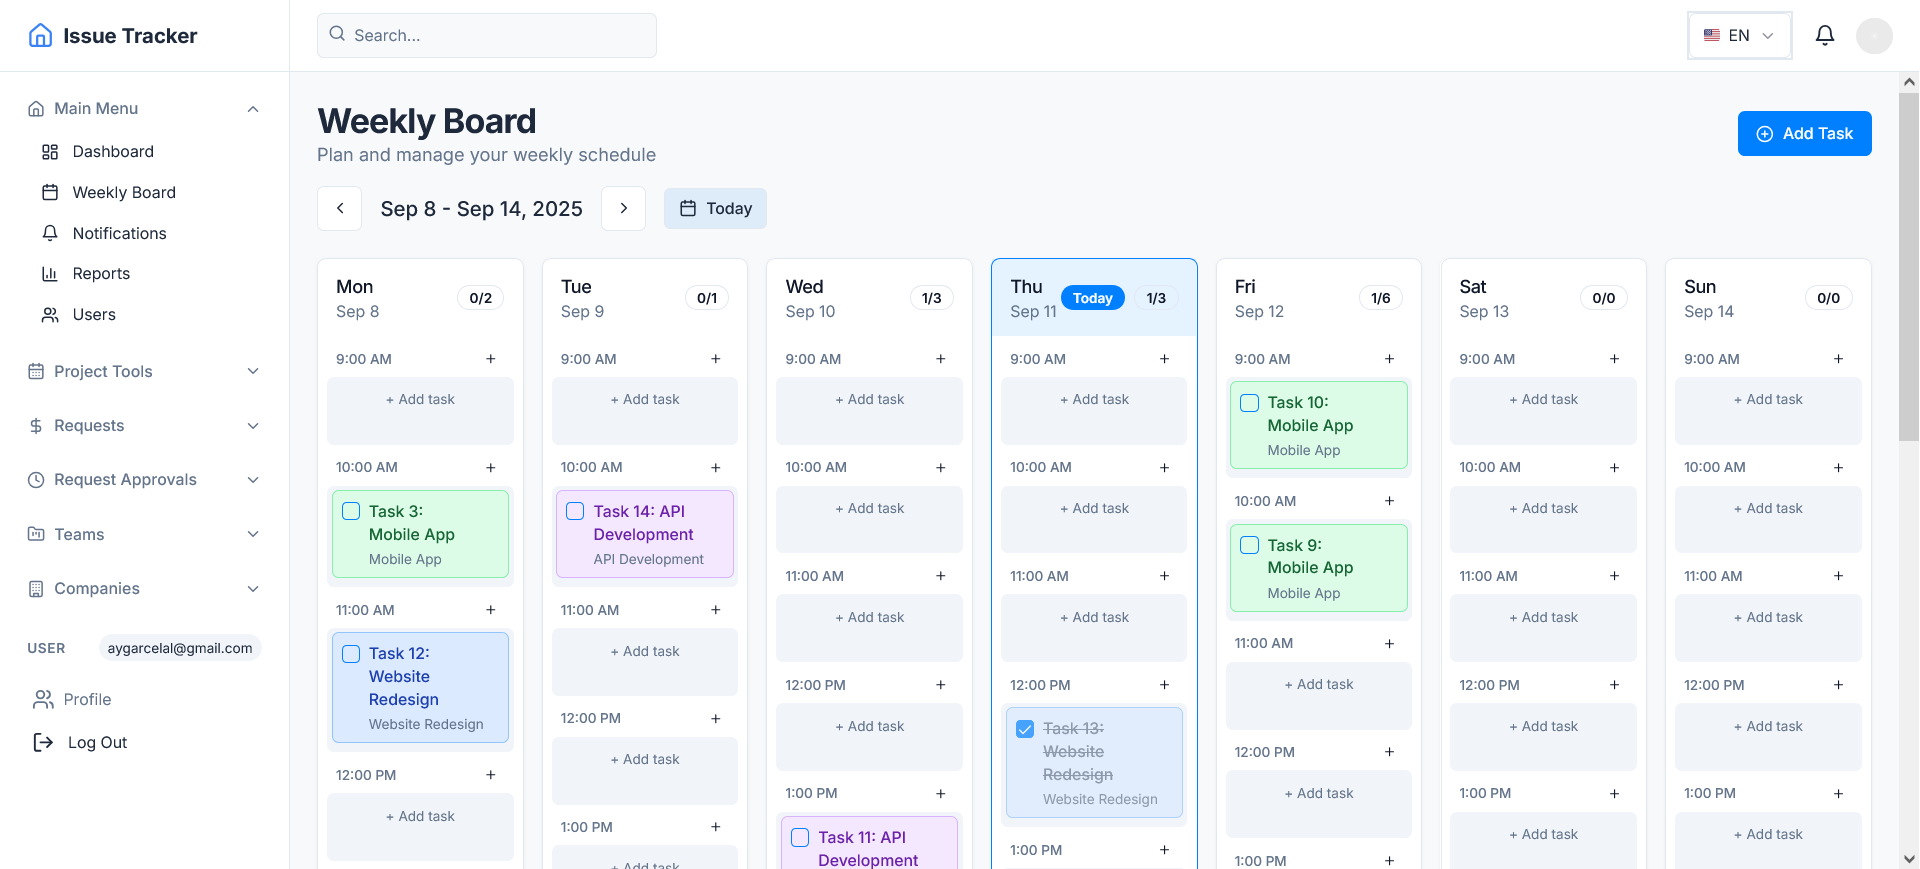 Issue Tracker
Search...
EN
Main Menu
Dashboard
Weekly Board
Notifications
Reports
Users
Project Tools
Requests
Request Approvals
Teams
Companies
USER aygarcelal@gmail.com
Profile
Log Out
Weekly Board
Plan and manage your weekly schedule
Add Task
Sep 8 - Sep 14, 2025
Today
Mon
Sep 8
0/2
9:00 AM +
+ Add task
10:00 AM +
Task 3:
Mobile App
Mobile App
11:00 AM +
Task 12:
Website
Redesign
Website Redesign
12:00 PM +
+ Add task
Tue
Sep 9
0/1
9:00 AM +
+ Add task
10:00 AM +
Task 14: API
Development
API Development
11:00 AM +
+ Add task
12:00 PM +
+ Add task
1:00 PM +
+ Add task
Wed
Sep 10
1/3
9:00 AM +
+ Add task
10:00 AM +
+ Add task
11:00 AM +
+ Add task
12:00 PM +
+ Add task
1:00 PM +
Task 11: API
Development
Thu
Sep 11
Today
1/3
9:00 AM +
+ Add task
10:00 AM +
+ Add task
11:00 AM +
+ Add task
12:00 PM +
Task 13:
Website
Redesign
Website Redesign
1:00 PM +
Fri
Sep 12
1/6
9:00 AM +
Task 10:
Mobile App
Mobile App
10:00 AM +
Task 9:
Mobile App
Mobile App
11:00 AM +
+ Add task
12:00 PM +
+ Add task
1:00 PM +
Sat
Sep 13
0/0
9:00 AM +
+ Add task
10:00 AM +
+ Add task
11:00 AM +
+ Add task
12:00 PM +
+ Add task
1:00 PM +
+ Add task
Sun
Sep 14
0/0
9:00 AM +
+ Add task
10:00 AM +
+ Add task
11:00 AM +
+ Add task
12:00 PM +
+ Add task
1:00 PM +
+ Add task